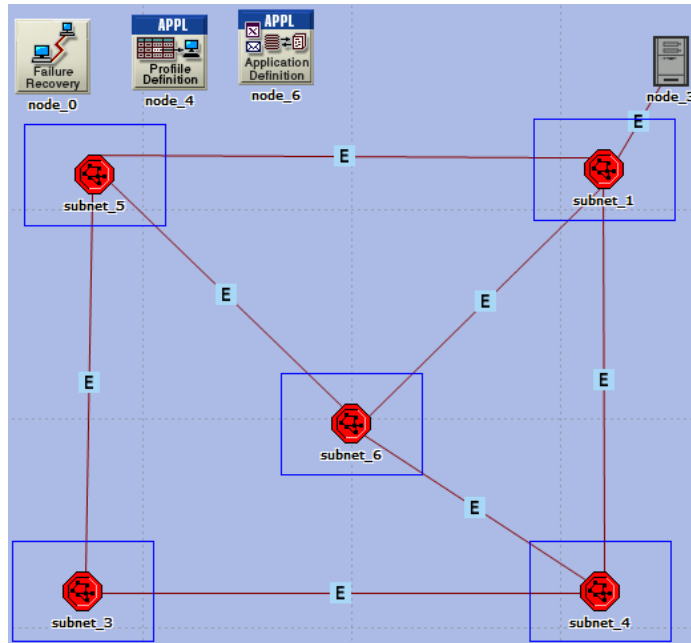 Failure
Recovery
node_0
APPL
Profile
Definition
node_4
APPL
Application
Definition
node_6
node_3
E
E
subnet_5
subnet_1
E
E
E
E
subnet_6
E
E
subnet_3
subnet_4